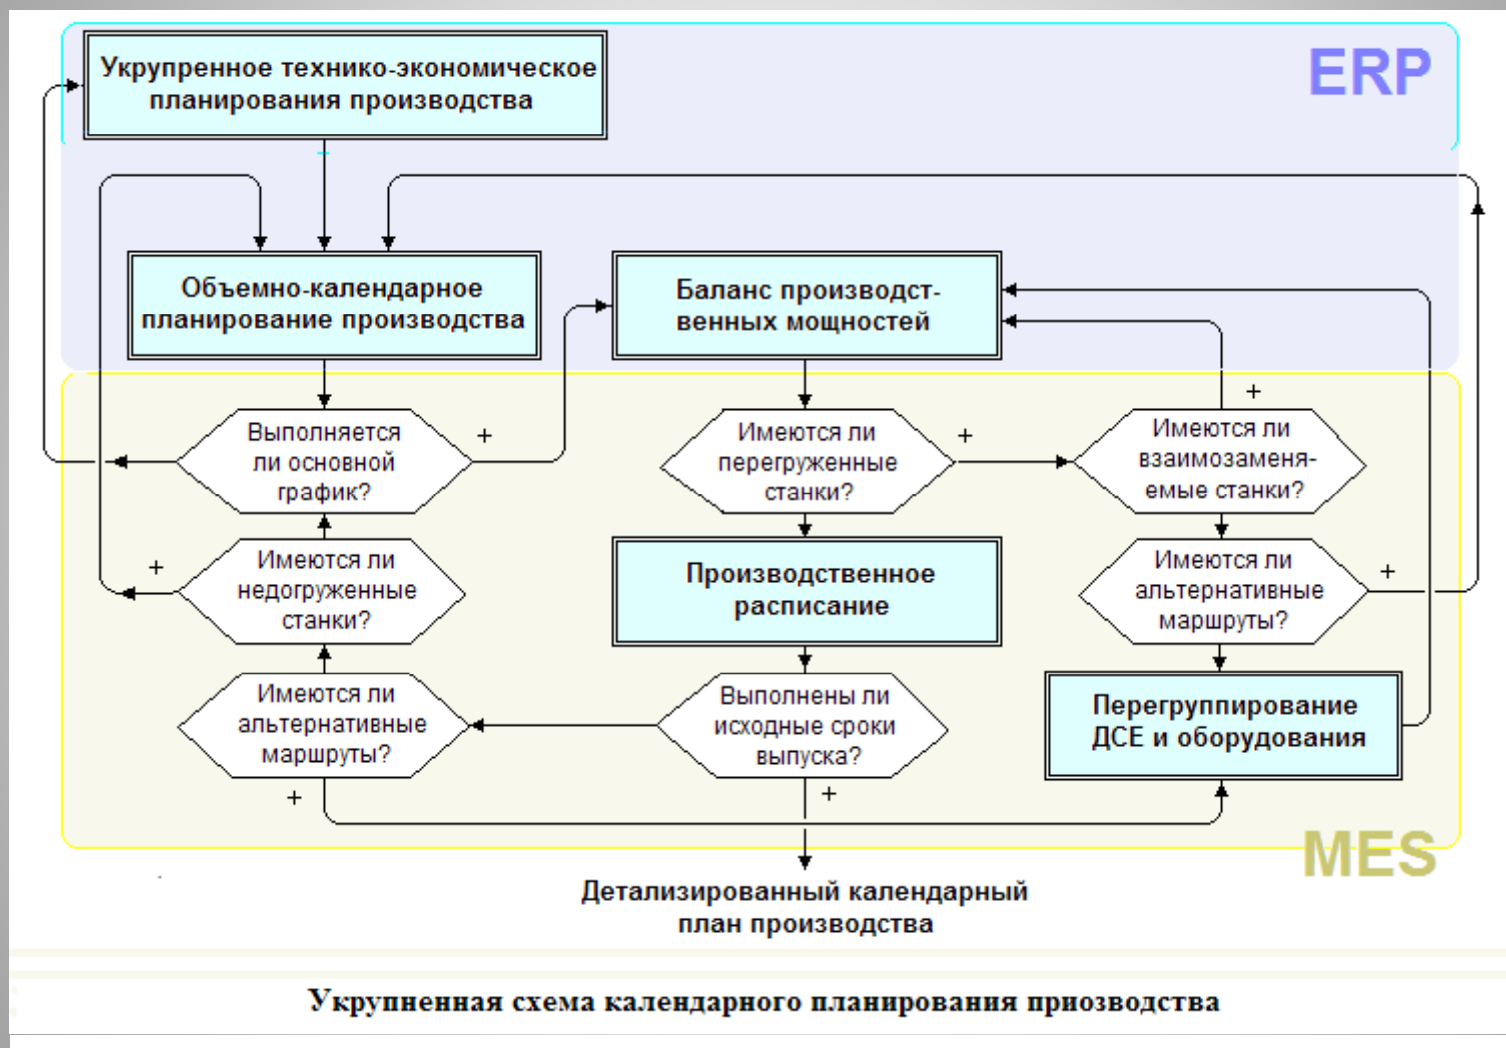 Укрупренное технико-экономическое
планирования производства
ERP
Объемно-календарное
планирование производства
Баланс производст-
венных мощностей
Выполняется
ли основной
график?
+
Имеются ли
перегруженные
станки?
+
Имеются ли
взаимозаменя-
емые станки?
+
Имеются ли
недогруженные
станки?
+
Производственное
расписание
Имеются ли
альтернативные
маршруты?
+
Имеются ли
альтернативные
маршруты?
+
Выполнены ли
исходные сроки
выпуска?
+
Перегруппирование
ДСЕ и оборудования
MES
Детализированный календарный
план производства
Укрупненная схема календарного планирования приозводства